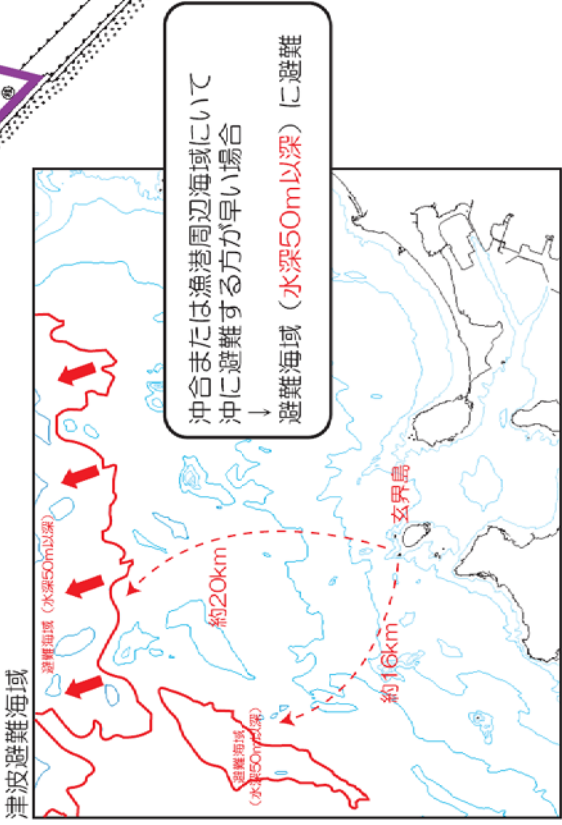 津波避難海域
沖合または漁港周辺海域にいて
沖に避難する方が早い場合
↓
避難海域（水深50m以深）に避難
避難海域（水深50m以深）
約20km
玄界島
約16km
避難海域
（水深50m以深）